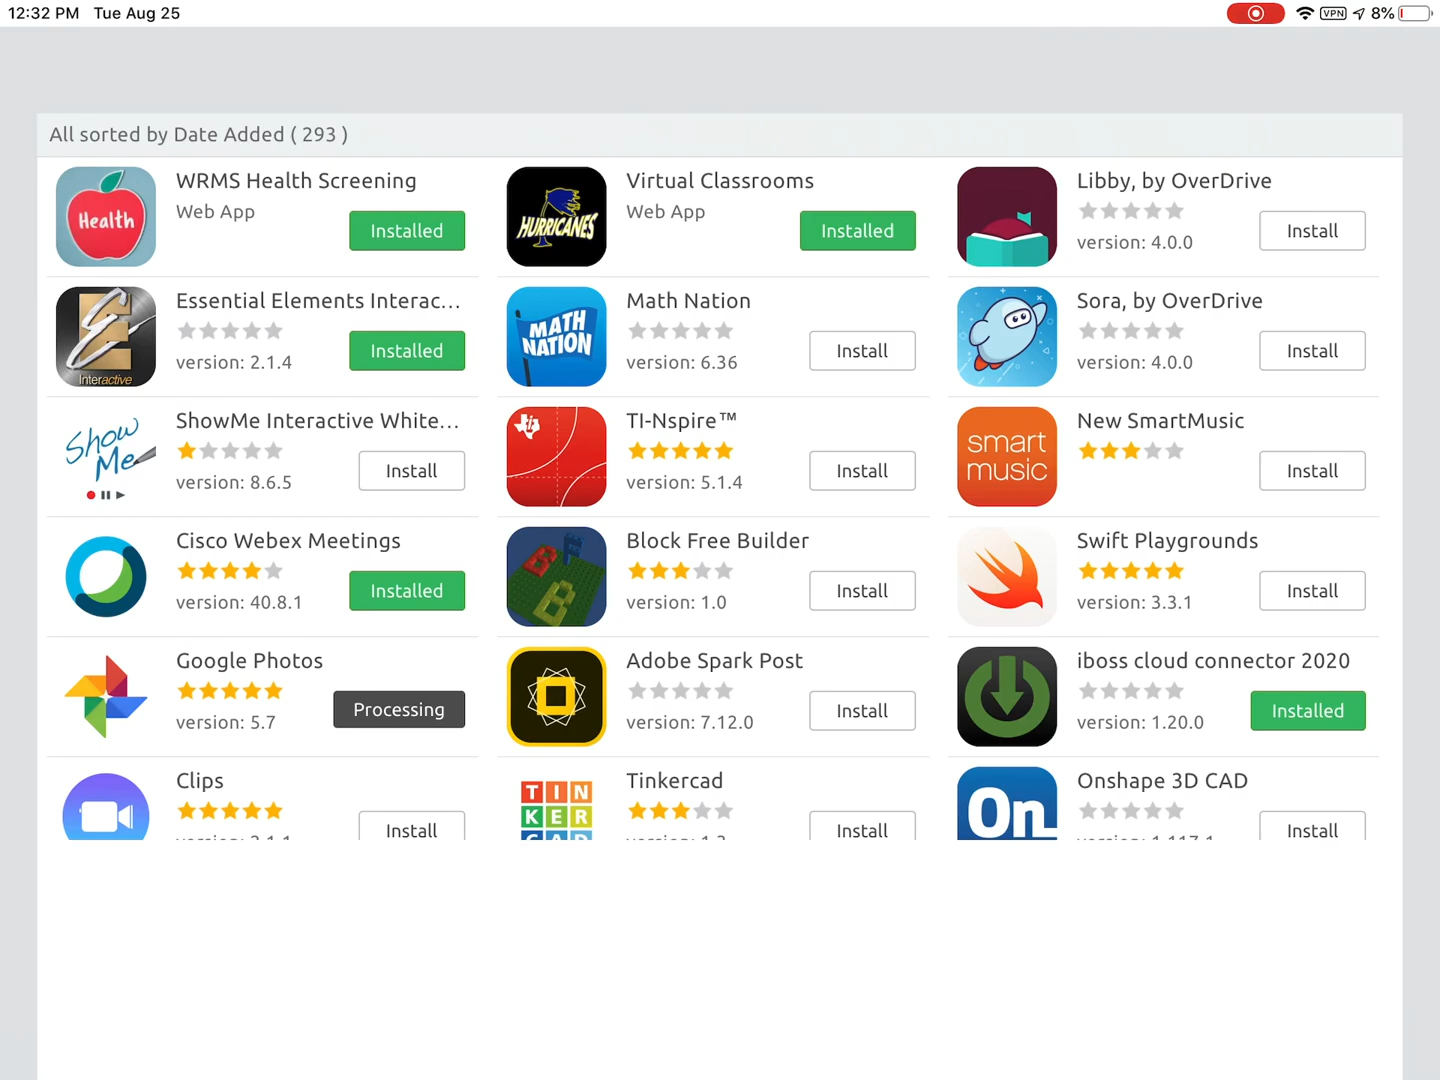 12:32 PM Tue Aug 25
VPN 8%
All sorted by Date Added ( 293 )
Health
WRMS Health Screening
Web App
Installed
HURRICANES
Virtual Classrooms
Web App
Installed
Libby, by OverDrive
version: 4.0.0
Install
E
Interactive
Essential Elements Interac...
version: 2.1.4
Installed
MATH
NATION
Math Nation
version: 6.36
Install
Sora, by OverDrive
version: 4.0.0
Install
Show
Me
ShowMe Interactive White...
version: 8.6.5
Install
TI-Nspire™
version: 5.1.4
Install
smart
music
New SmartMusic
Install
Cisco Webex Meetings
version: 40.8.1
Installed
B
B
Block Free Builder
version: 1.0
Install
Swift Playgrounds
version: 3.3.1
Install
Google Photos
version: 5.7
Processing
Adobe Spark Post
version: 7.12.0
Install
iboss cloud connector 2020
version: 1.20.0
Installed
Clips
Install
TIN
KER
CAD
Tinkercad
Install
On
Onshape 3D CAD
Install